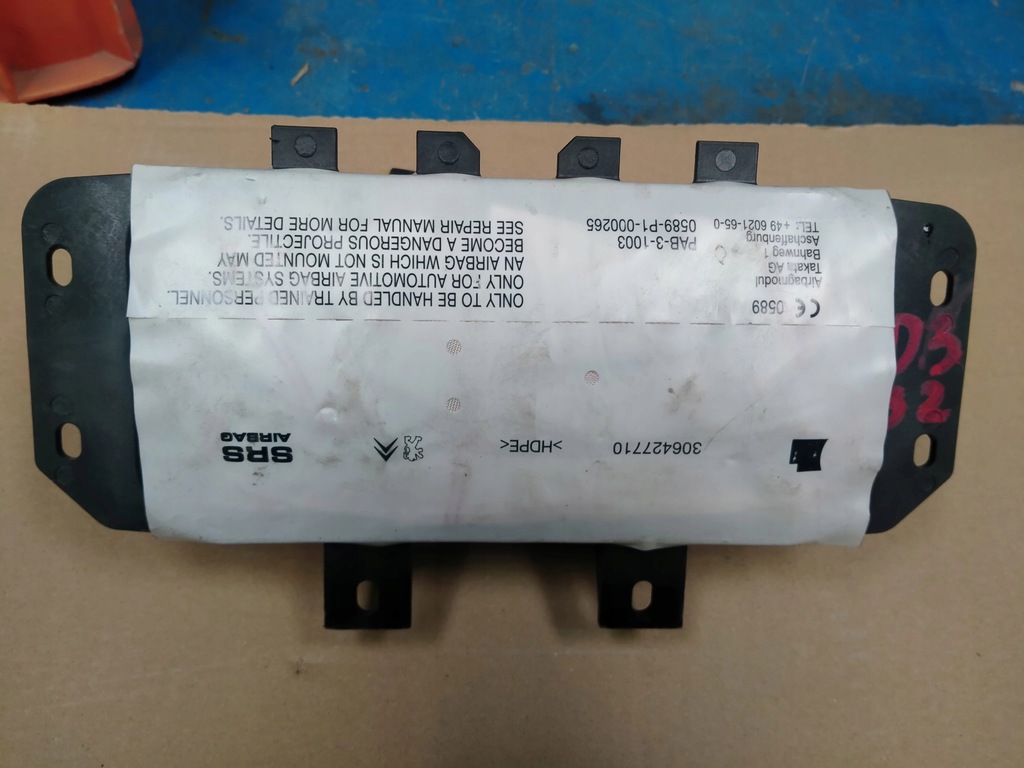 306427710
>HDPE<
SRS
AIRBAG
CE 0589
Airbagmodul
Takata AG
Bahnweg 1
Aschaffenburg
TEL.: +49 6021-65-0
PAB-3-1003
0589-P1-000265
ONLY TO BE HANDLED BY TRAINED PERSONNEL.
ONLY FOR AUTOMOTIVE AIRBAG SYSTEMS.
AN AIRBAG WHICH IS NOT MOUNTED MAY
BECOME A DANGEROUS PROJECTILE.
SEE REPAIR MANUAL FOR MORE DETAILS.